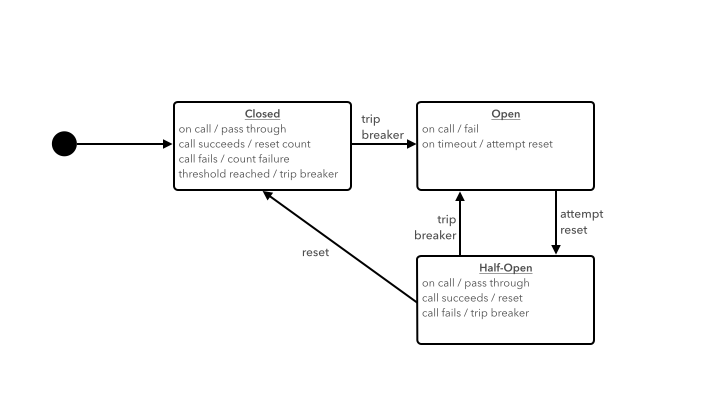 Closed
on call / pass through
call succeeds / reset count
call fails / count failure
threshold reached / trip breaker
trip
breaker
Open
on call / fail
on timeout / attempt reset
trip
breaker
attempt
reset
reset
Half-Open
on call / pass through
call succeeds / reset
call fails / trip breaker